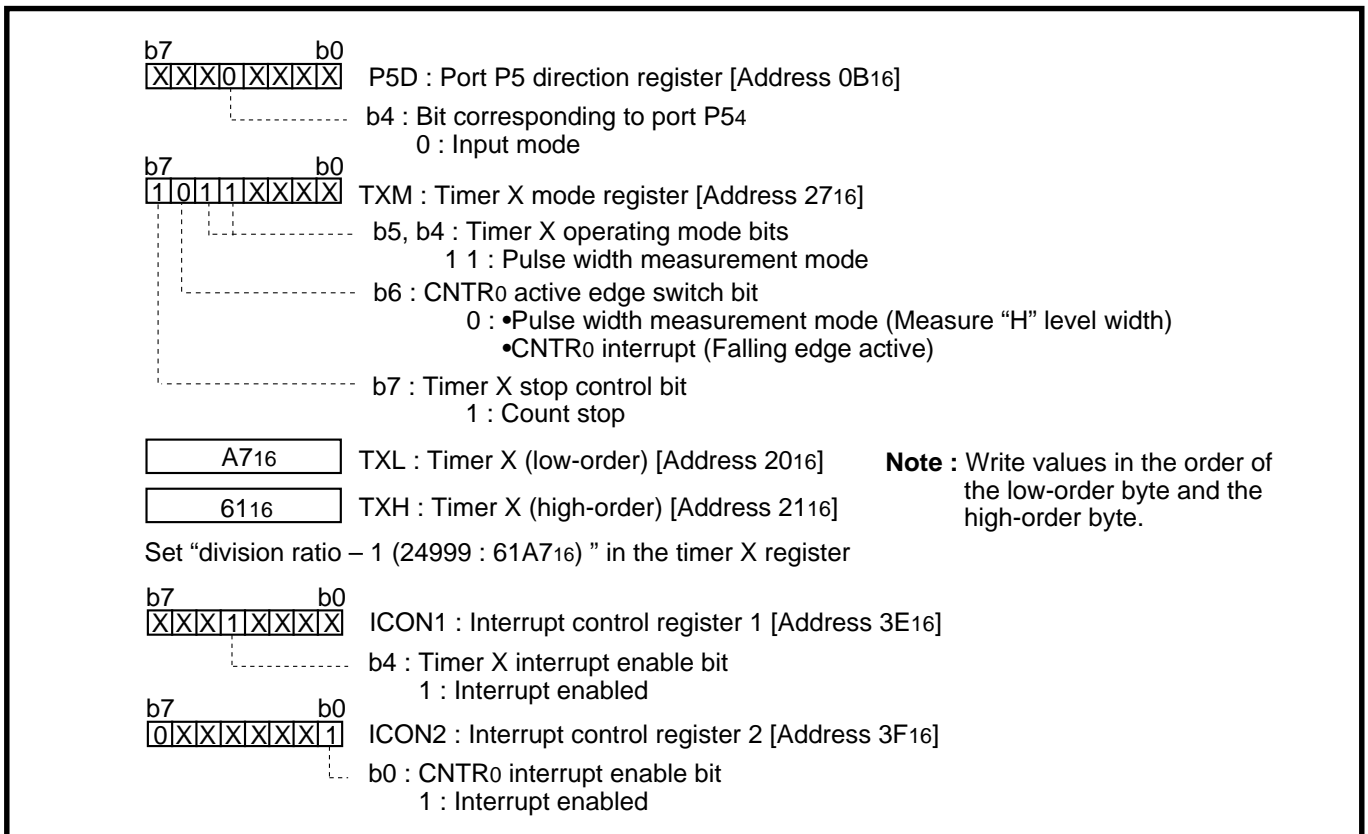 b7 b0
X X X 0 X X X X P5D : Port P5 direction register [Address 0B16]
b4 : Bit corresponding to port P54
0 : Input mode
b7 b0
1 0 1 1 X X X X TXM : Timer X mode register [Address 2716]
b5, b4 : Timer X operating mode bits
1 1 : Pulse width measurement mode
b6 : CNTR0 active edge switch bit
0 : •Pulse width measurement mode (Measure “H” level width)
•CNTR0 interrupt (Falling edge active)
b7 : Timer X stop control bit
1 : Count stop
A716 TXL : Timer X (low-order) [Address 2016]
6116 TXH : Timer X (high-order) [Address 2116]
Note : Write values in the order of
the low-order byte and the
high-order byte.
Set “division ratio – 1 (24999 : 61A716) ” in the timer X register
b7 b0
X X X 1 X X X X ICON1 : Interrupt control register 1 [Address 3E16]
b4 : Timer X interrupt enable bit
1 : Interrupt enabled
b7 b0
0 X X X X X X 1 ICON2 : Interrupt control register 2 [Address 3F16]
b0 : CNTR0 interrupt enable bit
1 : Interrupt enabled